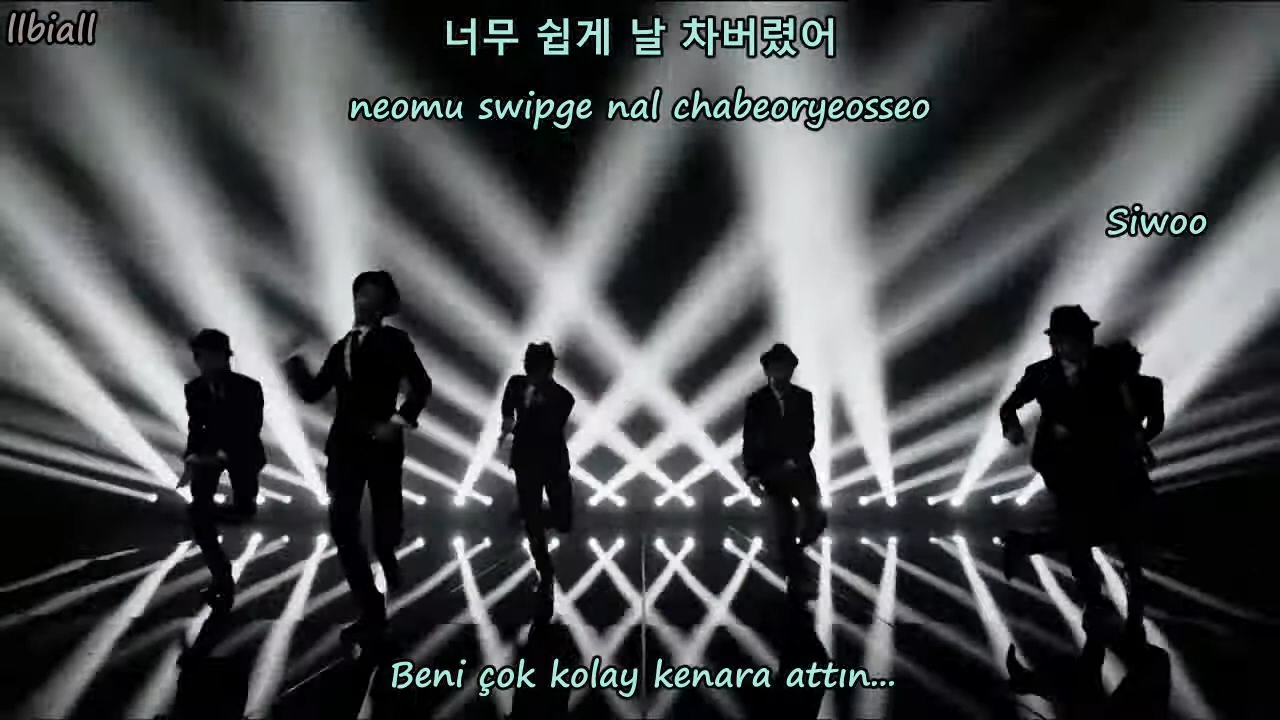 llbiall
너무 쉽게 날 차버렸어
neomu swipge nal chabeoryeosseo
Siwoo
Beni çok kolay kenara attın...